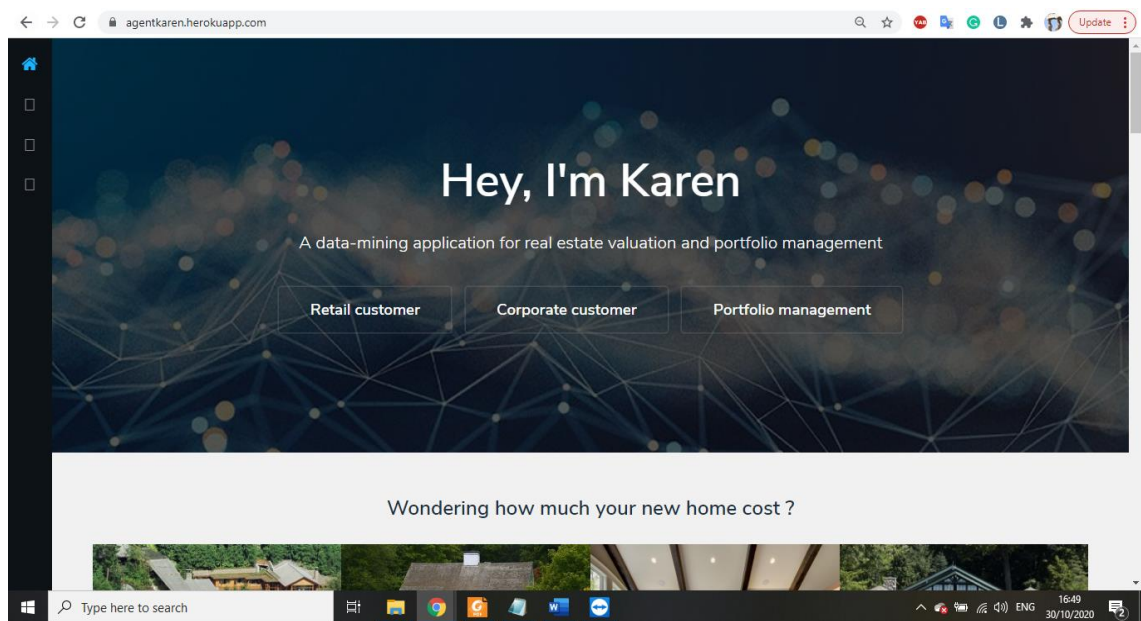 agentkaren.herokuapp.com
Update
Hey, I'm Karen
A data-mining application for real estate valuation and portfolio management
Retail customer
Corporate customer
Portfolio management
Wondering how much your new home cost ?
Type here to search
ENG
16:49
30/10/2020
2